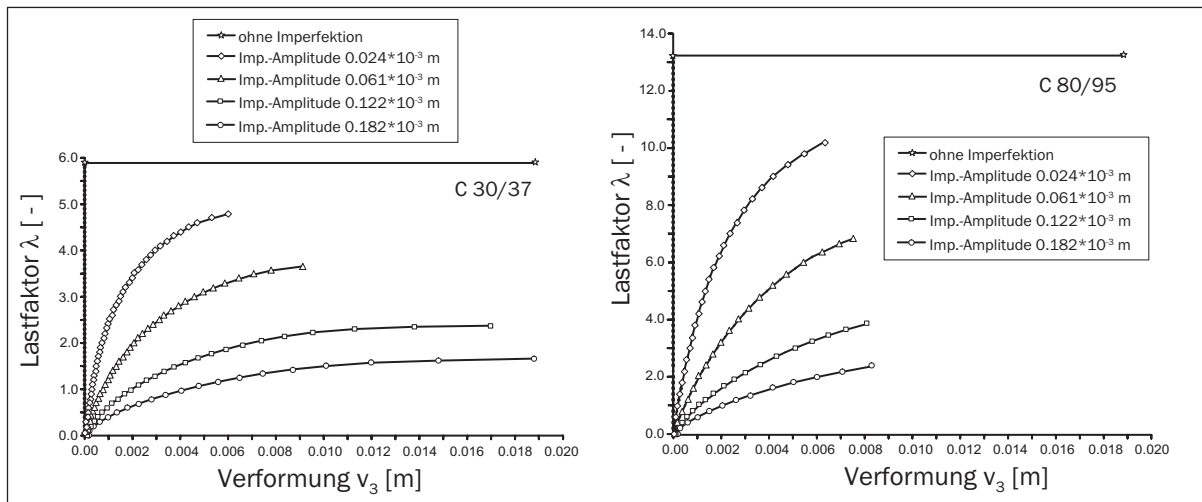 ohne Imperfektion
Imp.-Amplitude 0.024*10-3 m
Imp.-Amplitude 0.061*10-3 m
Imp.-Amplitude 0.122*10-3 m
Imp.-Amplitude 0.182*10-3 m
6.0
5.0
4.0
3.0
2.0
1.0
0.0
Lastfaktor λ [ - ]
C 30/37
0.00 0.002 0.004 0.006 0.008 0.010 0.012 0.014 0.016 0.018 0.020
Verformung v3 [m]
14.0
12.0
10.0
8.0
6.0
4.0
2.0
0.0
Lastfaktor λ [ - ]
C 80/95
ohne Imperfektion
Imp.-Amplitude 0.024*10-3 m
Imp.-Amplitude 0.061*10-3 m
Imp.-Amplitude 0.122*10-3 m
Imp.-Amplitude 0.182*10-3 m
0.00 0.002 0.004 0.006 0.008 0.010 0.012 0.014 0.016 0.018 0.020
Verformung v3 [m]